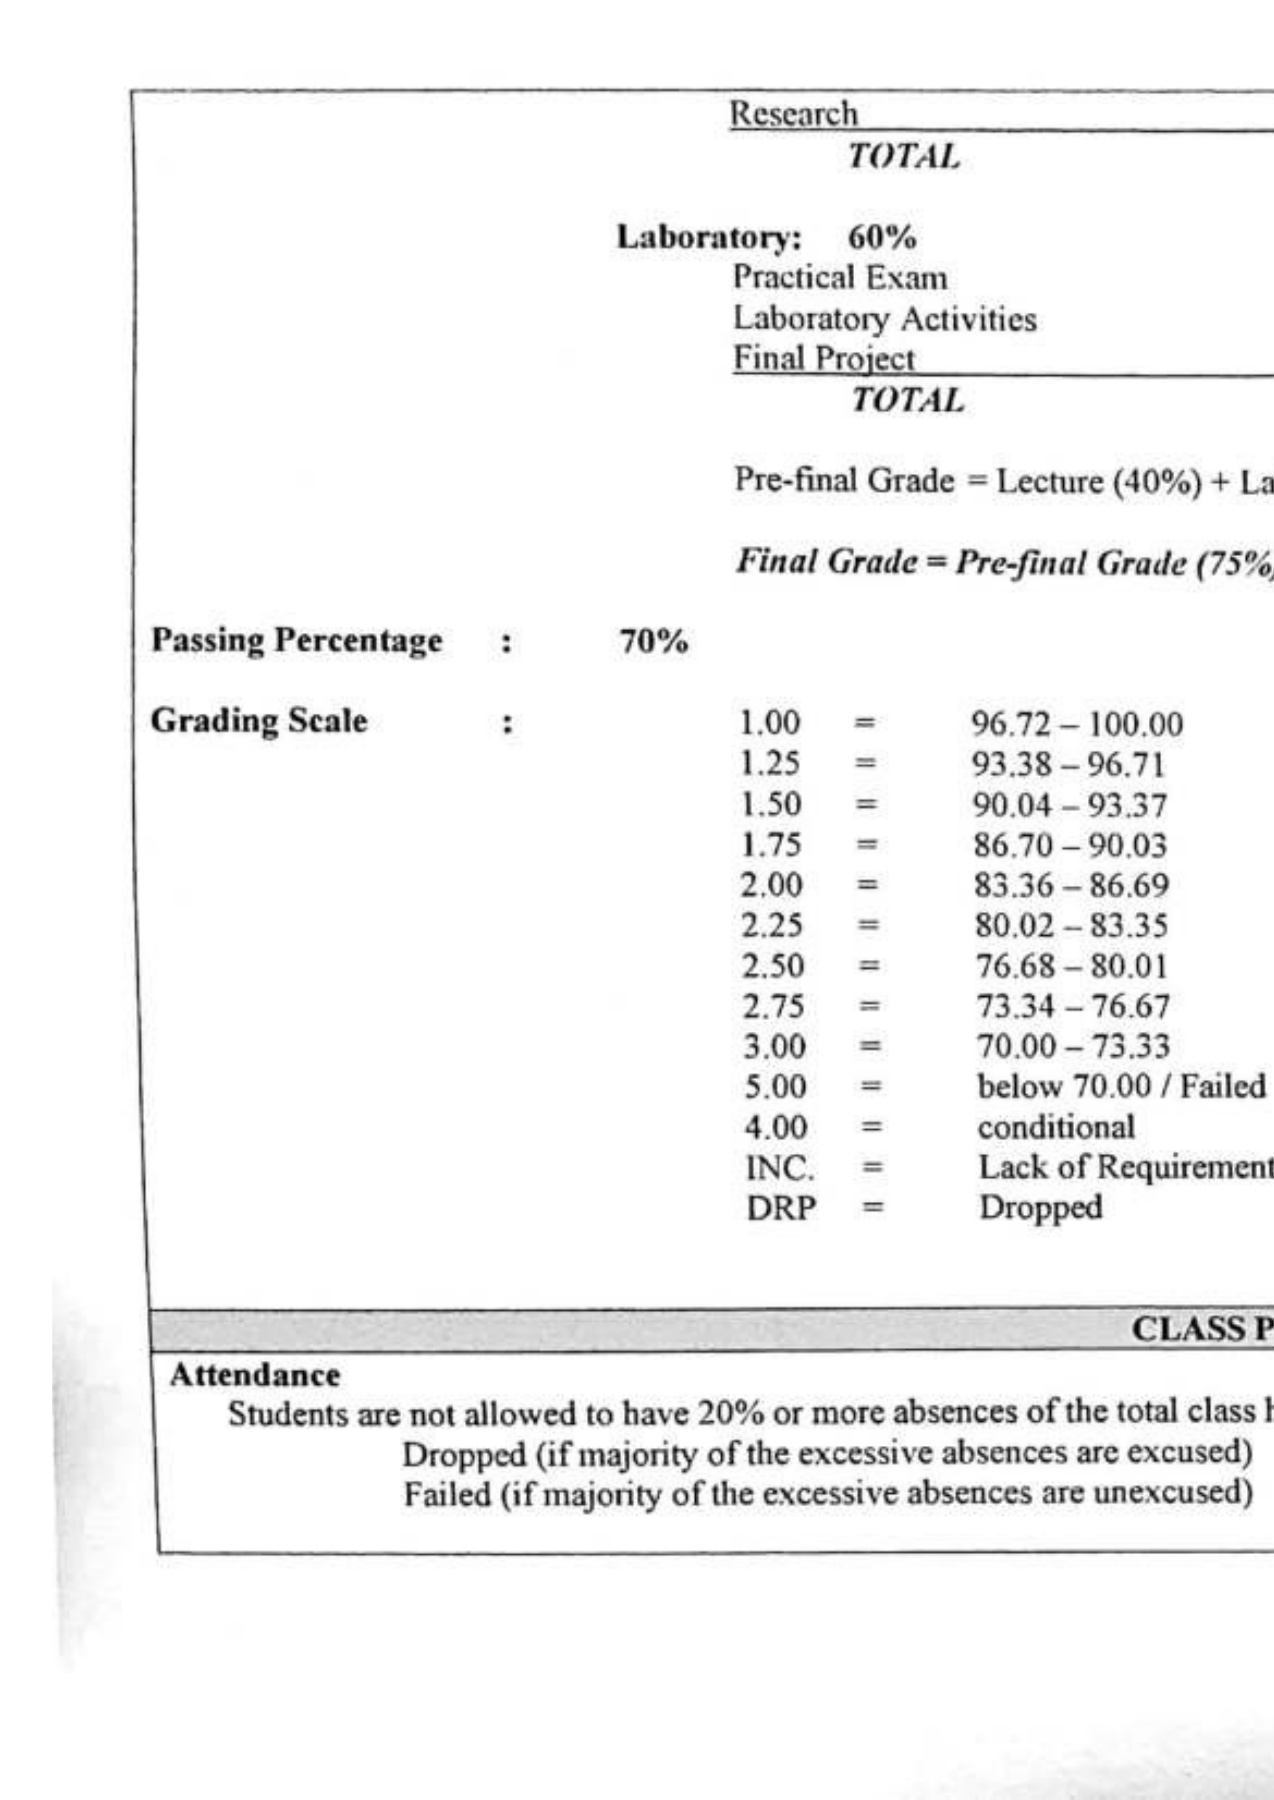 Research
TOTAL
Laboratory: 60%
Practical Exam
Laboratory Activities
Final Project
TOTAL
Pre-final Grade = Lecture (40%) + La
Final Grade = Pre-final Grade (75%)
Passing Percentage : 70%
Grading Scale : 1.00 = 96.72 – 100.00
1.25 = 93.38 – 96.71
1.50 = 90.04 – 93.37
1.75 = 86.70 – 90.03
2.00 = 83.36 – 86.69
2.25 = 80.02 – 83.35
2.50 = 76.68 – 80.01
2.75 = 73.34 – 76.67
3.00 = 70.00 – 73.33
5.00 = below 70.00 / Failed
4.00 = conditional
INC. = Lack of Requirement
DRP = Dropped
CLASS P
Attendance
Students are not allowed to have 20% or more absences of the total class h
Dropped (if majority of the excessive absences are excused)
Failed (if majority of the excessive absences are unexcused)